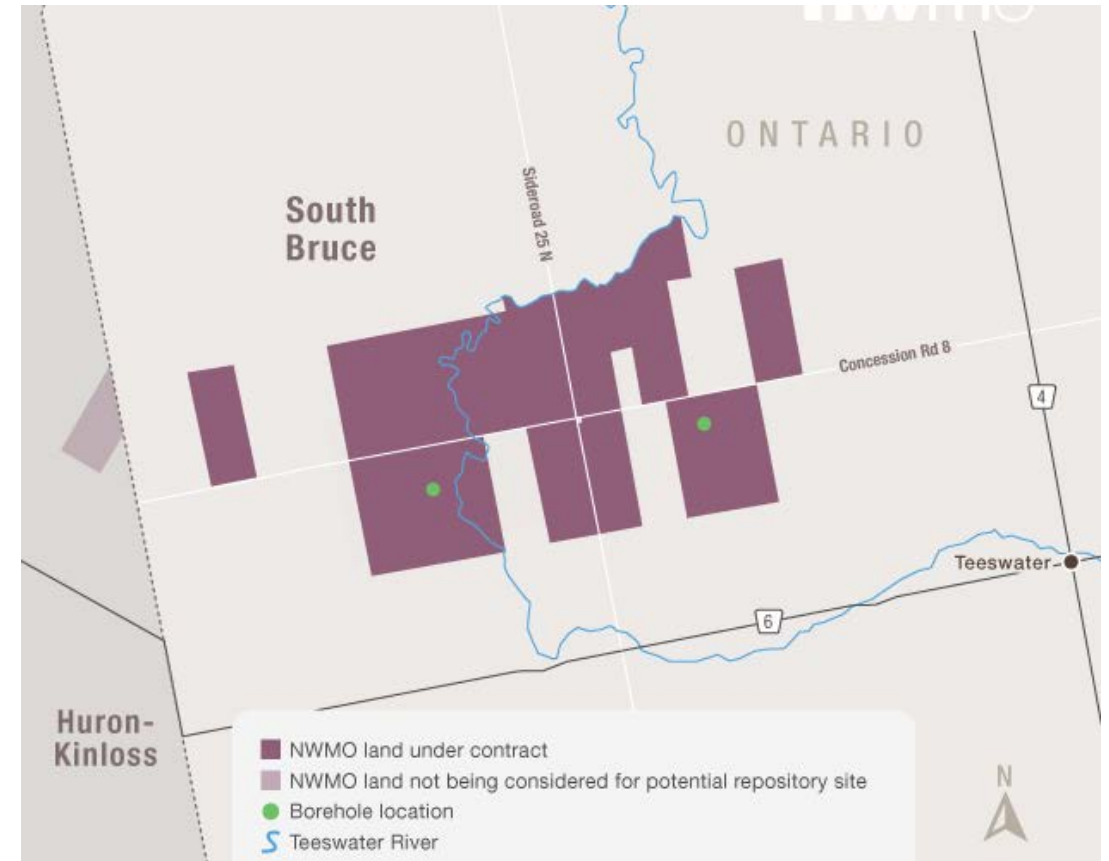 nwmo
ONTARIO
South
Bruce
Sideroad 25 N
Concession Rd 8
4
Teeswater
6
Huron-
Kinloss
NWMO land under contract
NWMO land not being considered for potential repository site
Borehole location
Teeswater River
N